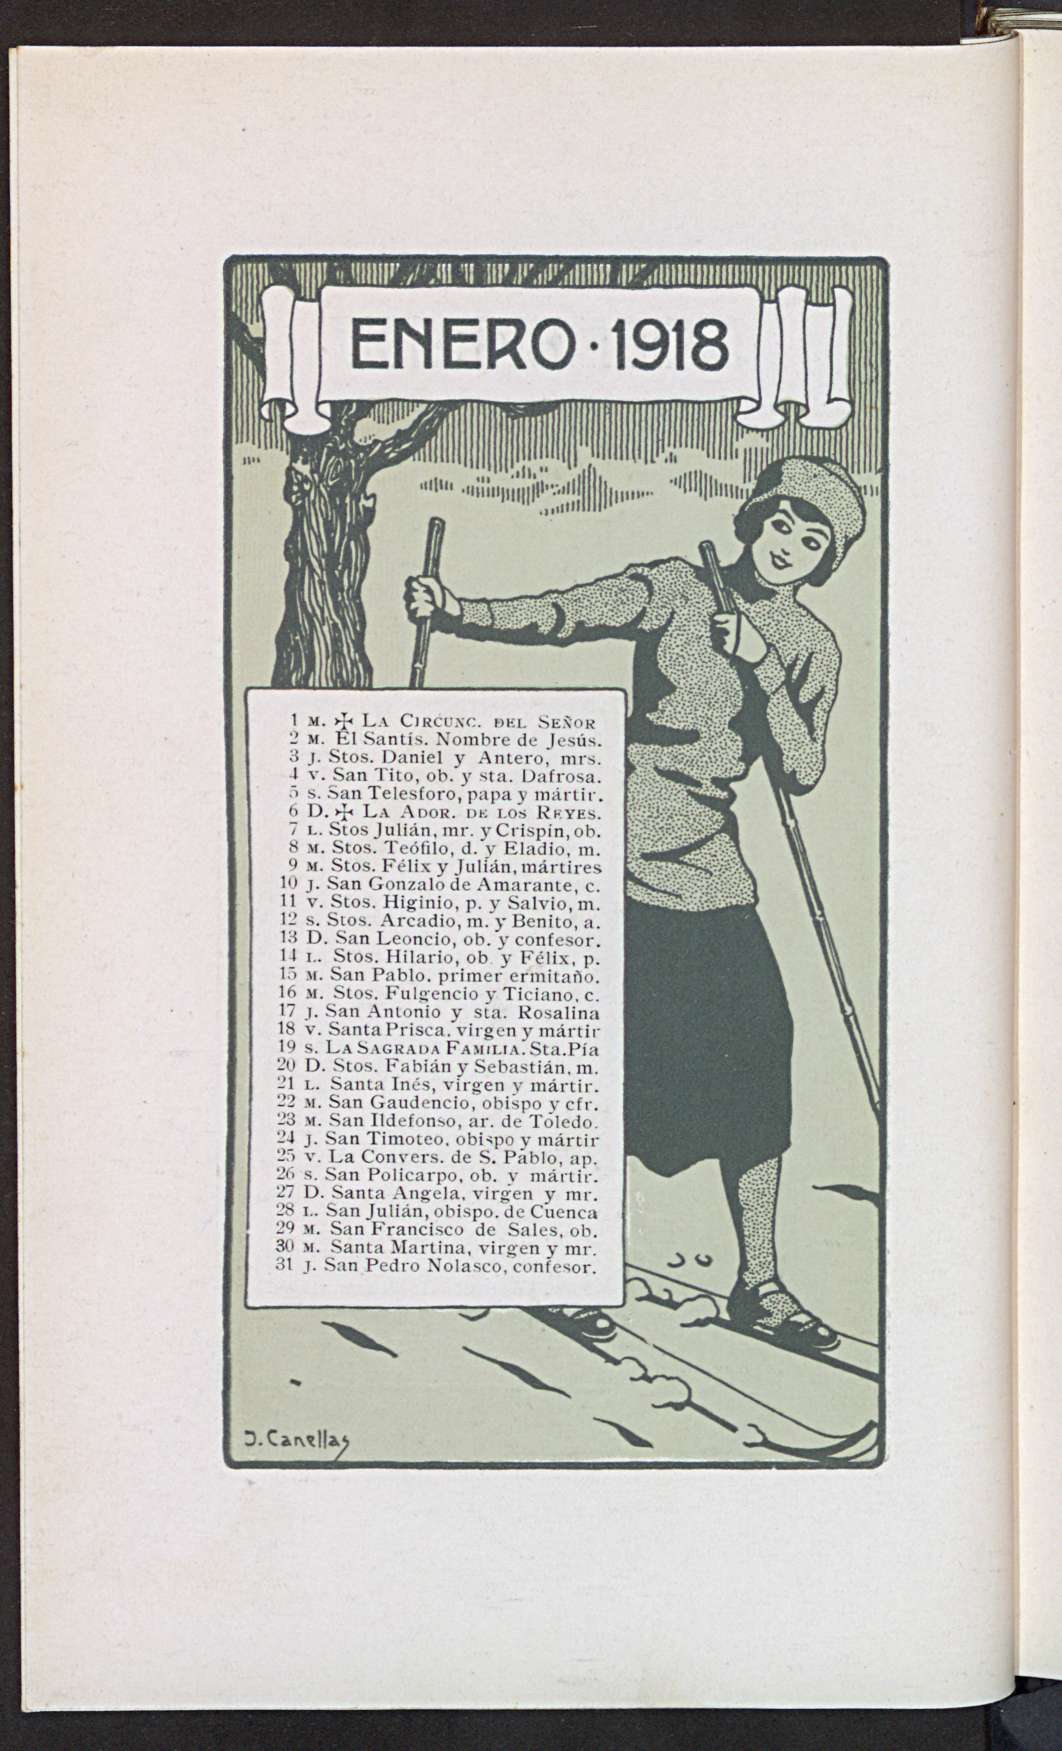 ENERO · 1918
1 M. ✠ LA CIRCUNC. DEL SEÑOR
2 M. El Santís. Nombre de Jesús.
3 J. Stos. Daniel y Antero, mrs.
4 V. San Tito, ob. y sta. Dafrosa.
5 S. San Telesforo, papa y mártir.
6 D. ✠ LA ADOR. DE LOS REYES.
7 L. Stos Julián, mr. y Crispín, ob.
8 M. Stos. Teófilo, d. y Eladio, m.
9 M. Stos. Félix y Julián, mártires
10 J. San Gonzalo de Amarante, c.
11 V. Stos. Higinio, p. y Salvio, m.
12 S. Stos. Arcadio, m. y Benito, a.
13 D. San Leoncio, ob. y confesor.
14 L. Stos. Hilario, ob. y Félix, p.
15 M. San Pablo. primer ermitaño.
16 M. Stos. Fulgencio y Ticiano, c.
17 J. San Antonio y sta. Rosalina
18 V. Santa Prisca. virgen y mártir
19 S. LA SAGRADA FAMILIA. Sta. Pía
20 D. Stos. Fabián y Sebastián, m.
21 L. Santa Inés, virgen y mártir.
22 M. San Gaudencio, obispo y cfr.
23 M. San Ildefonso, ar. de Toledo.
24 J. San Timoteo, obispo y mártir
25 V. La Convers. de S. Pablo, ap.
26 S. San Policarpo, ob. y mártir.
27 D. Santa Angela, virgen y mr.
28 L. San Julián, obispo. de Cuenca
29 M. San Francisco de Sales, ob.
30 M. Santa Martina, virgen y mr.
31 J. San Pedro Nolasco, confesor.
J. Canellas